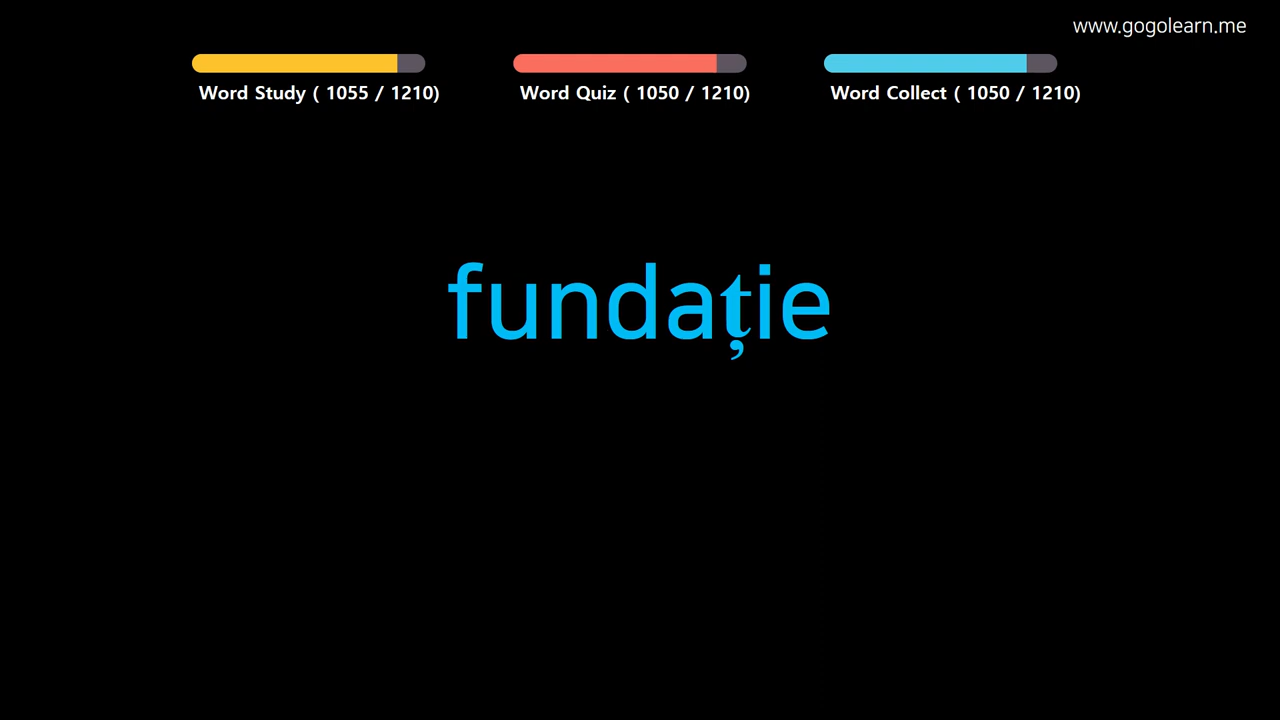 www.gogolearn.me
Word Study ( 1055 / 1210)
Word Quiz ( 1050 / 1210)
Word Collect ( 1050 / 1210)
fundație